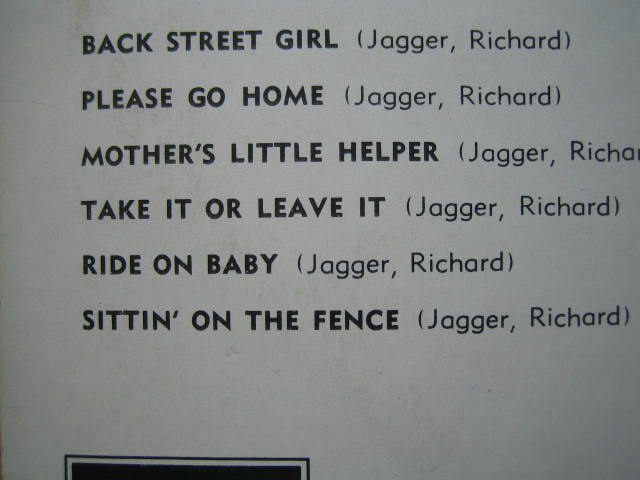 BACK STREET GIRL (Jagger, Richard)
PLEASE GO HOME (Jagger, Richard)
MOTHER'S LITTLE HELPER (Jagger, Richar
TAKE IT OR LEAVE IT (Jagger, Richard)
RIDE ON BABY (Jagger, Richard)
SITTIN' ON THE FENCE (Jagger, Richard)